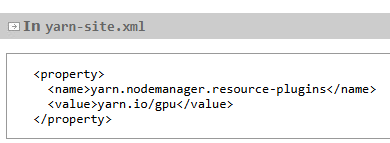 In yarn-site.xml
<property>
<name>yarn.nodemanager.resource-plugins</name>
<value>yarn.io/gpu</value>
</property>